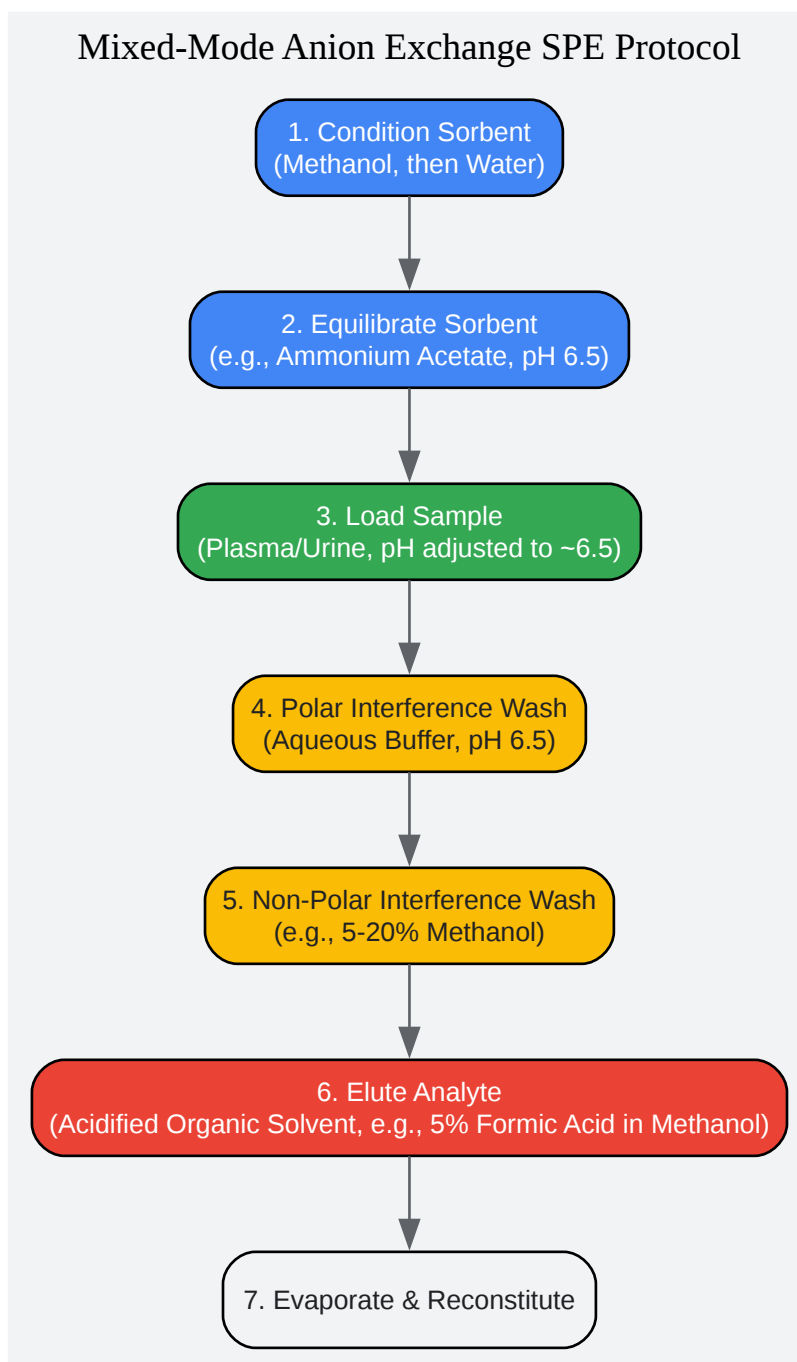 Mixed-Mode Anion Exchange SPE Protocol
1. Condition Sorbent
(Methanol, then Water)
2. Equilibrate Sorbent
(e.g., Ammonium Acetate, pH 6.5)
3. Load Sample
(Plasma/Urine, pH adjusted to ~6.5)
4. Polar Interference Wash
(Aqueous Buffer, pH 6.5)
5. Non-Polar Interference Wash
(e.g., 5-20% Methanol)
6. Elute Analyte
(Acidified Organic Solvent, e.g., 5% Formic Acid in Methanol)
7. Evaporate & Reconstitute